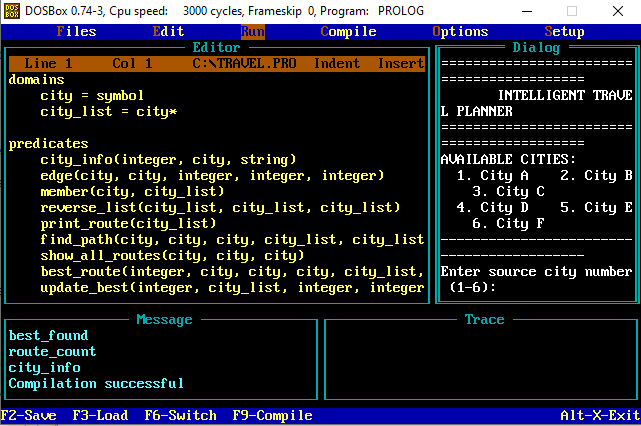 DOSBox 0.74-3, Cpu speed: 3000 cycles, Frameskip 0, Program: PROLOG
Files Edit Run Compile Options Setup
Editor
Line 1 Col 1 C:\TRAVEL.PRO Indent Insert
domains
city = symbol
city_list = city*
predicates
city_info(integer, city, string)
edge(city, city, integer, integer, integer)
member(city, city_list)
reverse_list(city_list, city_list, city_list)
print_route(city_list)
find_path(city, city, city, city_list, city_list
show_all_routes(city, city, city)
best_route(integer, city, city, city, city_list,
update_best(integer, city_list, integer, integer
Dialog
========================
==================
INTELLIGENT TRAVE
L PLANNER
========================
==================
AVAILABLE CITIES:
1. City A 2. City B
3. City C
4. City D 5. City E
6. City F
------------------------
------------------
Enter source city number
(1-6):
Message
best_found
route_count
city_info
Compilation successful
Trace
F2-Save F3-Load F6-Switch F9-Compile Alt-X-Exit